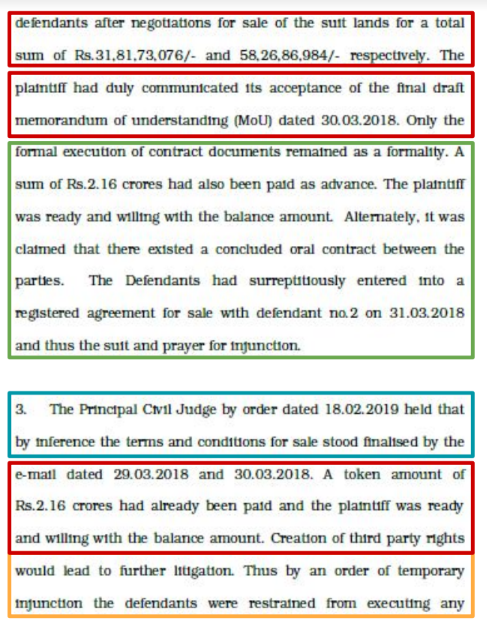 defendants after negotiations for sale of the suit lands for a total
sum of Rs.31,81,73,076/- and 58,26,86,984/- respectively. The
plaintiff had duly communicated its acceptance of the final draft
memorandum of understanding (MoU) dated 30.03.2018. Only the
formal execution of contract documents remained as a formality. A
sum of Rs.2.16 crores had also been paid as advance. The plaintiff
was ready and willing with the balance amount. Alternately, it was
claimed that there existed a concluded oral contract between the
parties. The Defendants had surreptitiously entered into a
registered agreement for sale with defendant no.2 on 31.03.2018
and thus the suit and prayer for injunction.
3. The Principal Civil Judge by order dated 18.02.2019 held that
by inference the terms and conditions for sale stood finalised by the
e-mail dated 29.03.2018 and 30.03.2018. A token amount of
Rs.2.16 crores had already been paid and the plaintiff was ready
and willing with the balance amount. Creation of third party rights
would lead to further litigation. Thus by an order of temporary
injunction the defendants were restrained from executing any